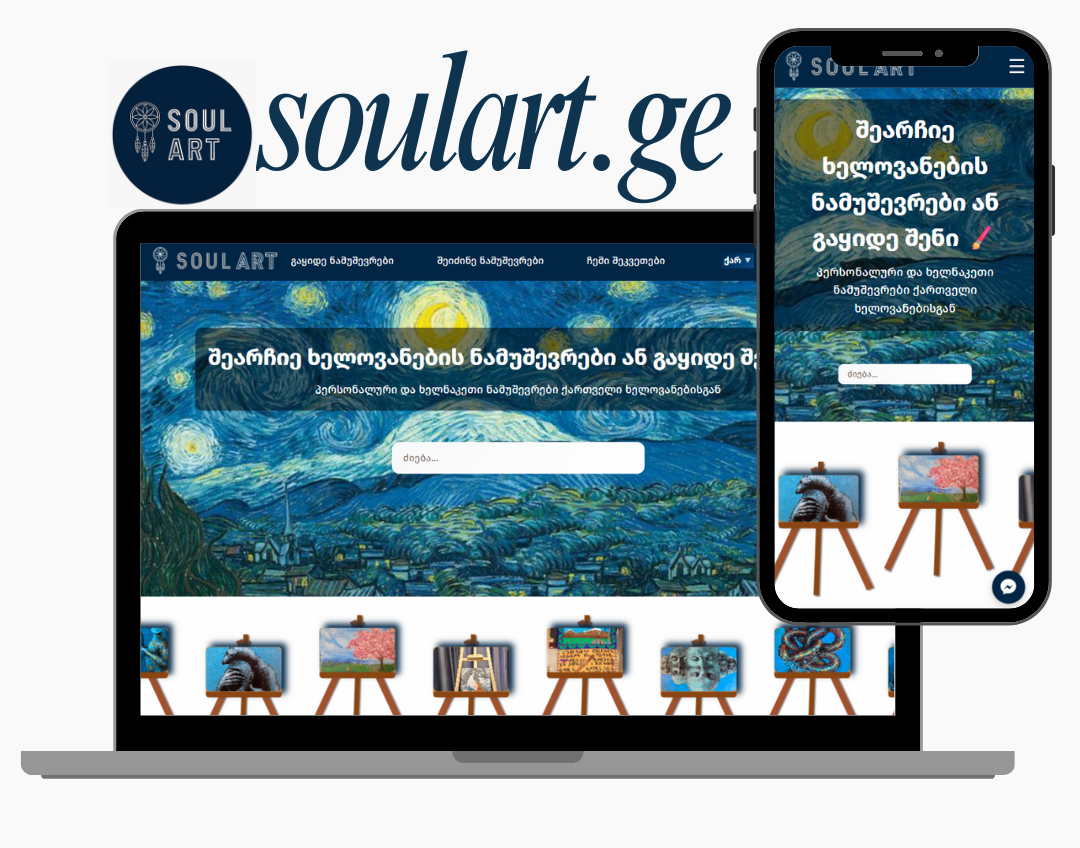 SOUL
ART
soulart.ge
SOUL ART
გაყიდე ნამუშევრები
შეიძინე ნამუშევრები
ჩემი შეკვეთები
ქარ ▼
შეარჩიე ხელოვანების ნამუშევრები ან გაყიდე შე
პერსონალური და ხელნაკეთი ნამუშევრები ქართველი ხელოვანებისგან
ძიება...
SOUL ART
შეარჩიე
ხელოვანების
ნამუშევრები ან
გაყიდე შენი
პერსონალური და ხელნაკეთი
ნამუშევრები ქართველი
ხელოვანებისგან
ძიება...